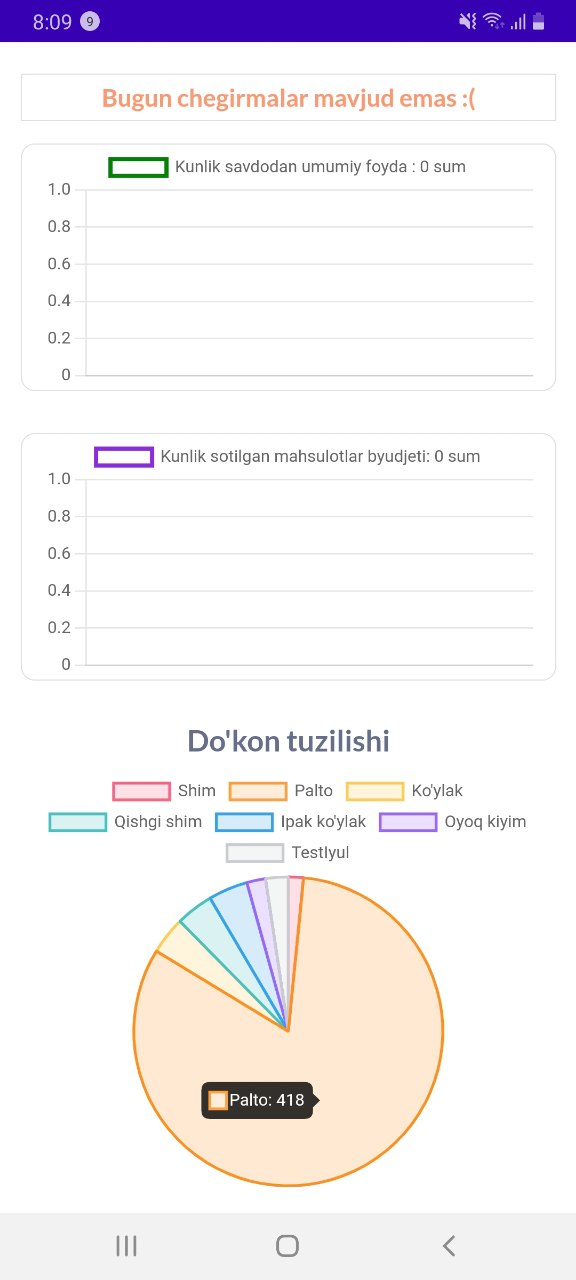 8:09 9
Bugun chegirmalar mavjud emas :(
Kunlik savdodan umumiy foyda : 0 sum
1.0
0.8
0.6
0.4
0.2
0
Kunlik sotilgan mahsulotlar byudjeti: 0 sum
1.0
0.8
0.6
0.4
0.2
0
Do'kon tuzilishi
Shim Palto Ko'ylak
Qishgi shim Ipak ko'ylak Oyoq kiyim
TestIyul
Palto: 418